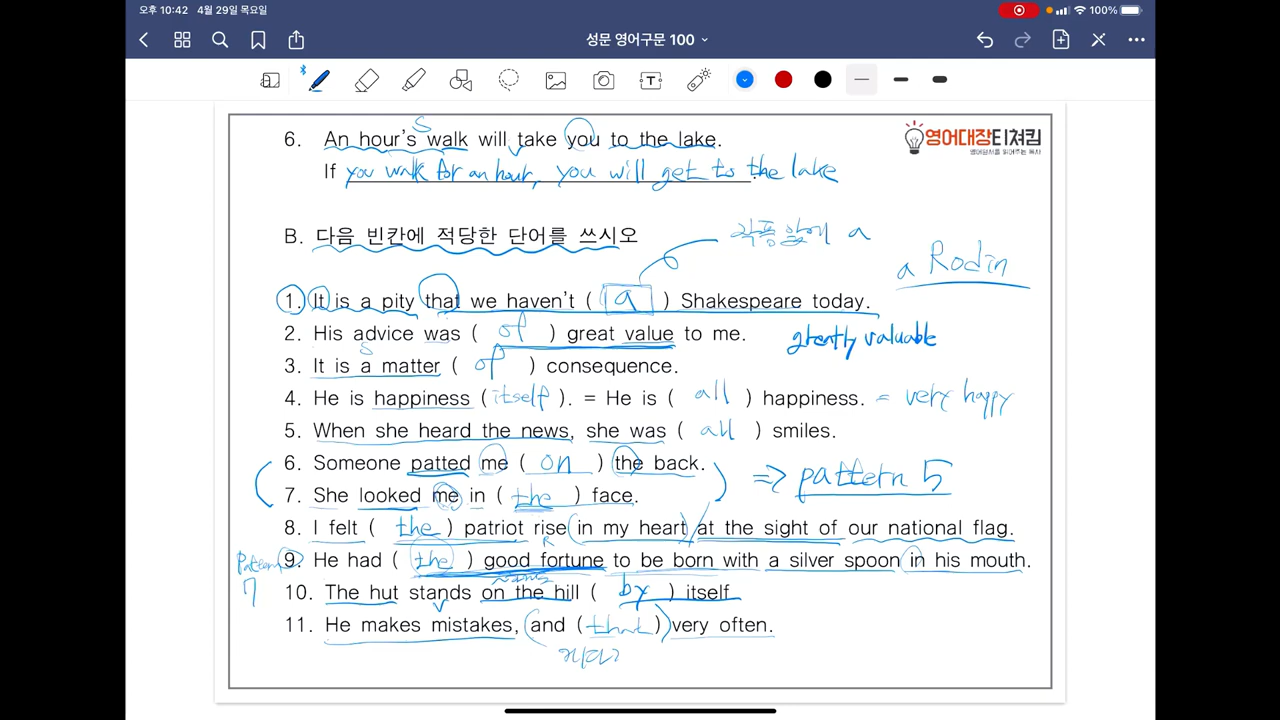 오후 10:42 4월 29일 목요일 100%
성문 영어구문 100
영어대장티쳐킴
6. An hour's walk will take you to the lake.
S
If you walk for an hour, you will get to the lake
B. 다음 빈칸에 적당한 단어를 쓰시오
작품앞에 a
a Rodin
1. It is a pity that we haven't ( a ) Shakespeare today.
2. His advice was ( of ) great value to me. greatly valuable
3. It is a matter ( of ) consequence.
4. He is happiness (itself). = He is ( all ) happiness. = very happy
5. When she heard the news, she was ( all ) smiles.
6. Someone patted me ( on ) the back.
⇒ pattern 5
7. She looked me in ( the ) face.
8. I felt ( the ) patriot rise in my heart at the sight of our national flag.
Pattern 7
9. He had ( the ) good fortune to be born with a silver spoon in his mouth.
10. The hut stands on the hill ( by ) itself
11. He makes mistakes, and (that) very often.